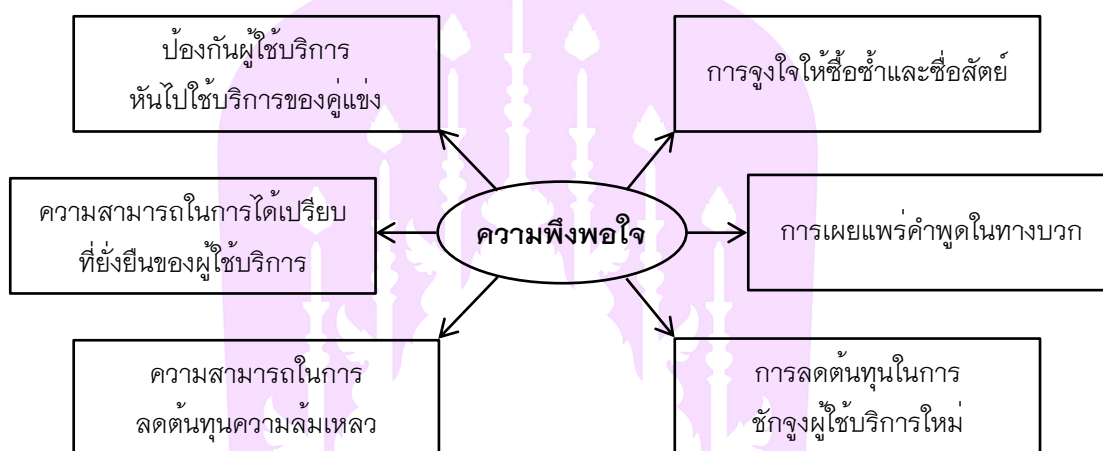 ป้องกันผู้ใช้บริการ
หันไปใช้บริการของคู่แข่ง
การจูงใจให้ซื้อซ้ำและซื่อสัตย์
ความสามารถในการได้เปรียบ
ที่ยั่งยืนของผู้ใช้บริการ
ความพึงพอใจ
การเผยแพร่คำพูดในทางบวก
ความสามารถในการ
ลดต้นทุนความล้มเหลว
การลดต้นทุนในการ
ชักจูงผู้ใช้บริการใหม่